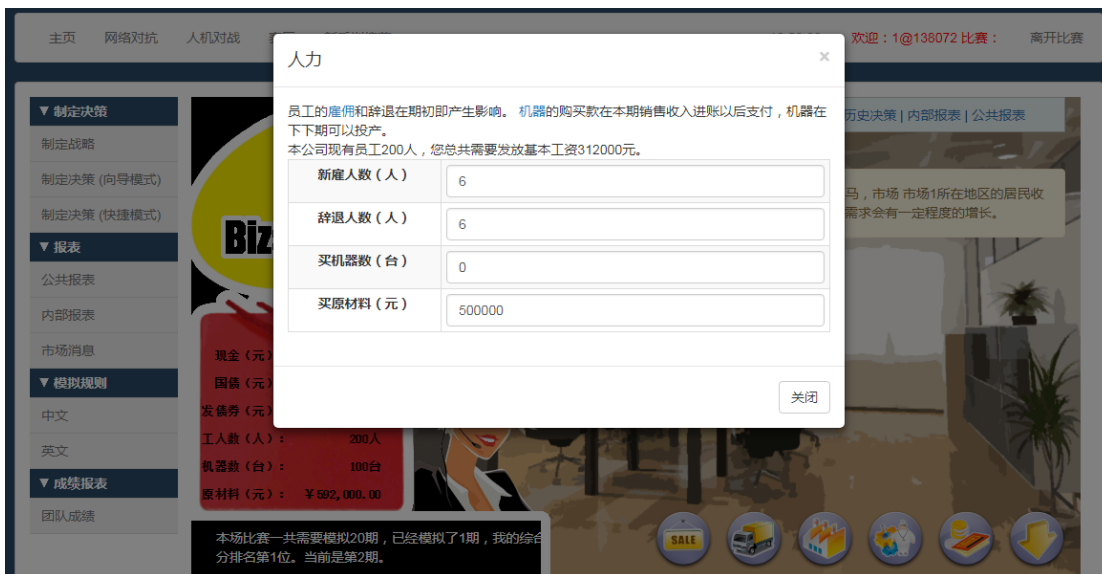 主页 网络对抗 人机对战
欢迎：1@138072 比赛： 离开比赛
▼ 制定决策
制定战略
制定决策 (向导模式)
制定决策 (快捷模式)
▼ 报表
公共报表
内部报表
市场消息
▼ 模拟规则
中文
英文
▼ 成绩报表
团队成绩
人力 ×
员工的雇佣和辞退在期初即产生影响。 机器的购买款在本期销售收入进账以后支付，机器在
下下期可以投产。
本公司现有员工200人，您总共需要发放基本工资312000元。
新雇人数（人） 6
辞退人数（人） 6
买机器数（台） 0
买原材料（元） 500000
关闭
历史决策 | 内部报表 | 公共报表
马，市场 市场1所在地区的居民收
需求会有一定程度的增长。
Biz
现金（元）
国债（元）
发债券（元）
工人数（人）： 200人
机器数（台）： 100台
原材料（元）： ￥592,000.00
本场比赛一共需要模拟20期，已经模拟了1期，我的综合
分排名第1位。当前是第2期。
SALE